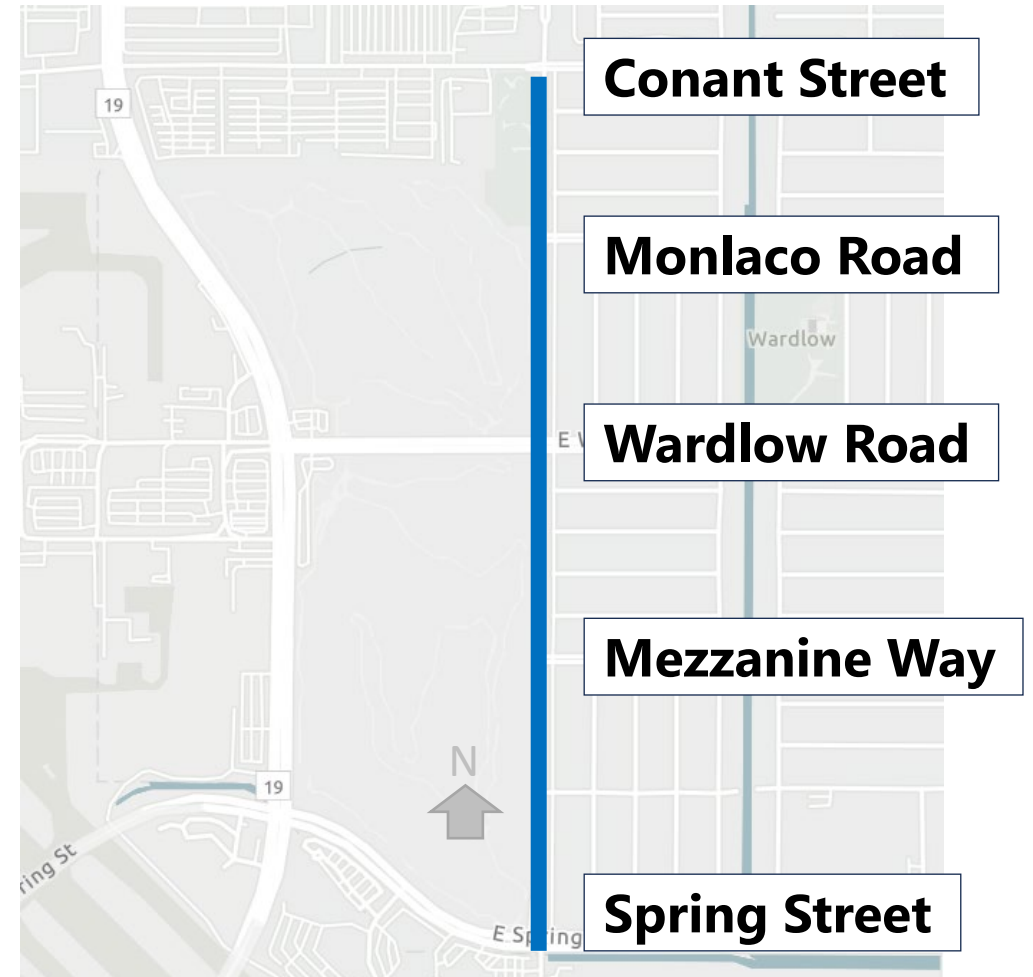 Conant Street
19
Monlaco Road
Wardlow
E W
Wardlow Road
Mezzanine Way
N
19
ring St
Spring Street
E Spring